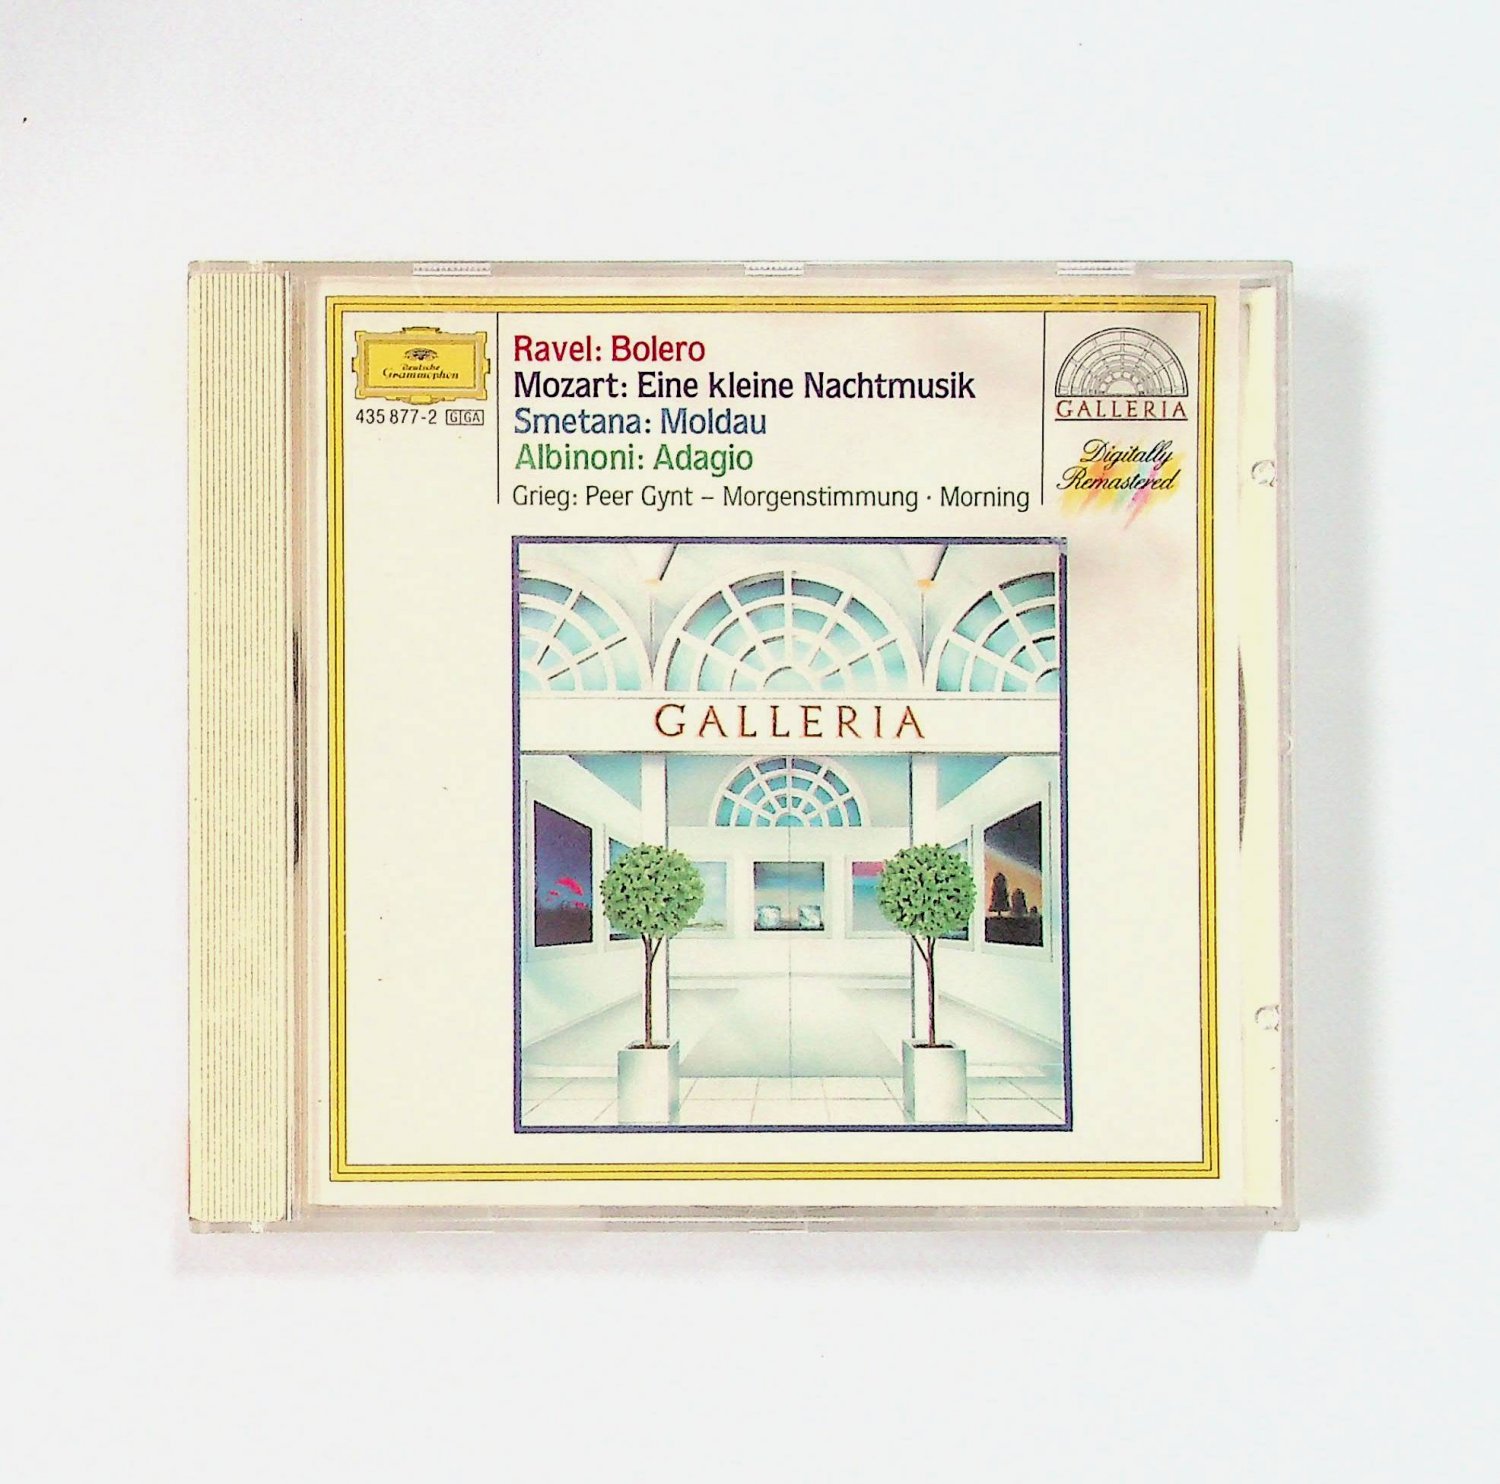 Deutsche
Grammophon
435 877-2 G GA
Ravel: Bolero
Mozart: Eine kleine Nachtmusik
Smetana: Moldau
Albinoni: Adagio
Grieg: Peer Gynt – Morgenstimmung · Morning
GALLERIA
Digitally
Remastered
GALLERIA